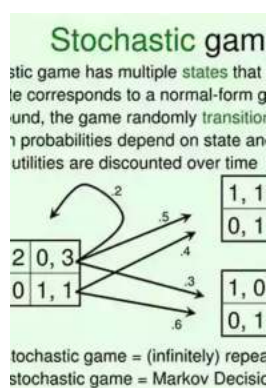 Stochastic gam
stic game has multiple states that
te corresponds to a normal-form g
und, the game randomly transition
n probabilities depend on state and
utilities are discounted over time
.2
1, 1
.5
0, 1
.4
2 0, 3
.3
1, 0
0 1, 1
.6
0, 1
tochastic game = (infinitely) repea
stochastic game = Markov Decisic